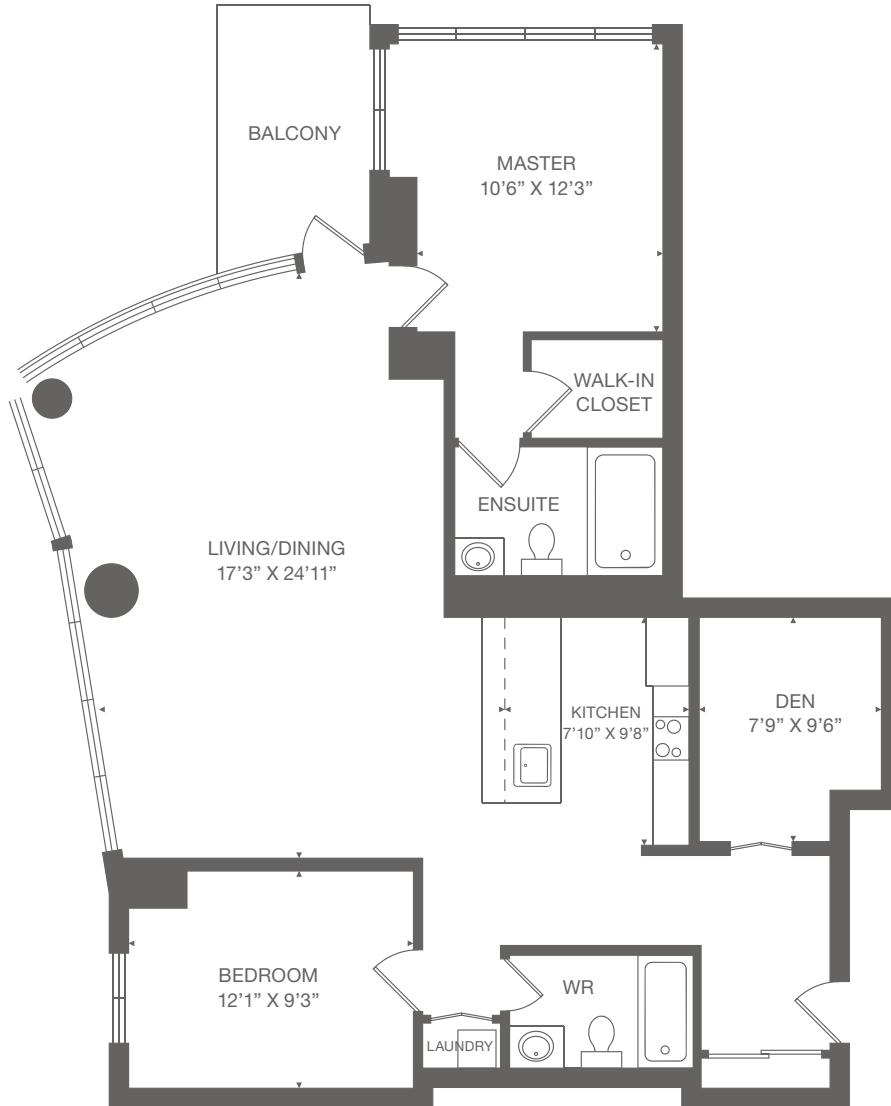 BALCONY
MASTER
10’6” X 12’3”
WALK-IN
CLOSET
ENSUITE
LIVING/DINING
17’3” X 24’11”
KITCHEN
7’10” X 9’8”
DEN
7’9” X 9’6”
BEDROOM
12’1” X 9’3”
WR
LAUNDRY